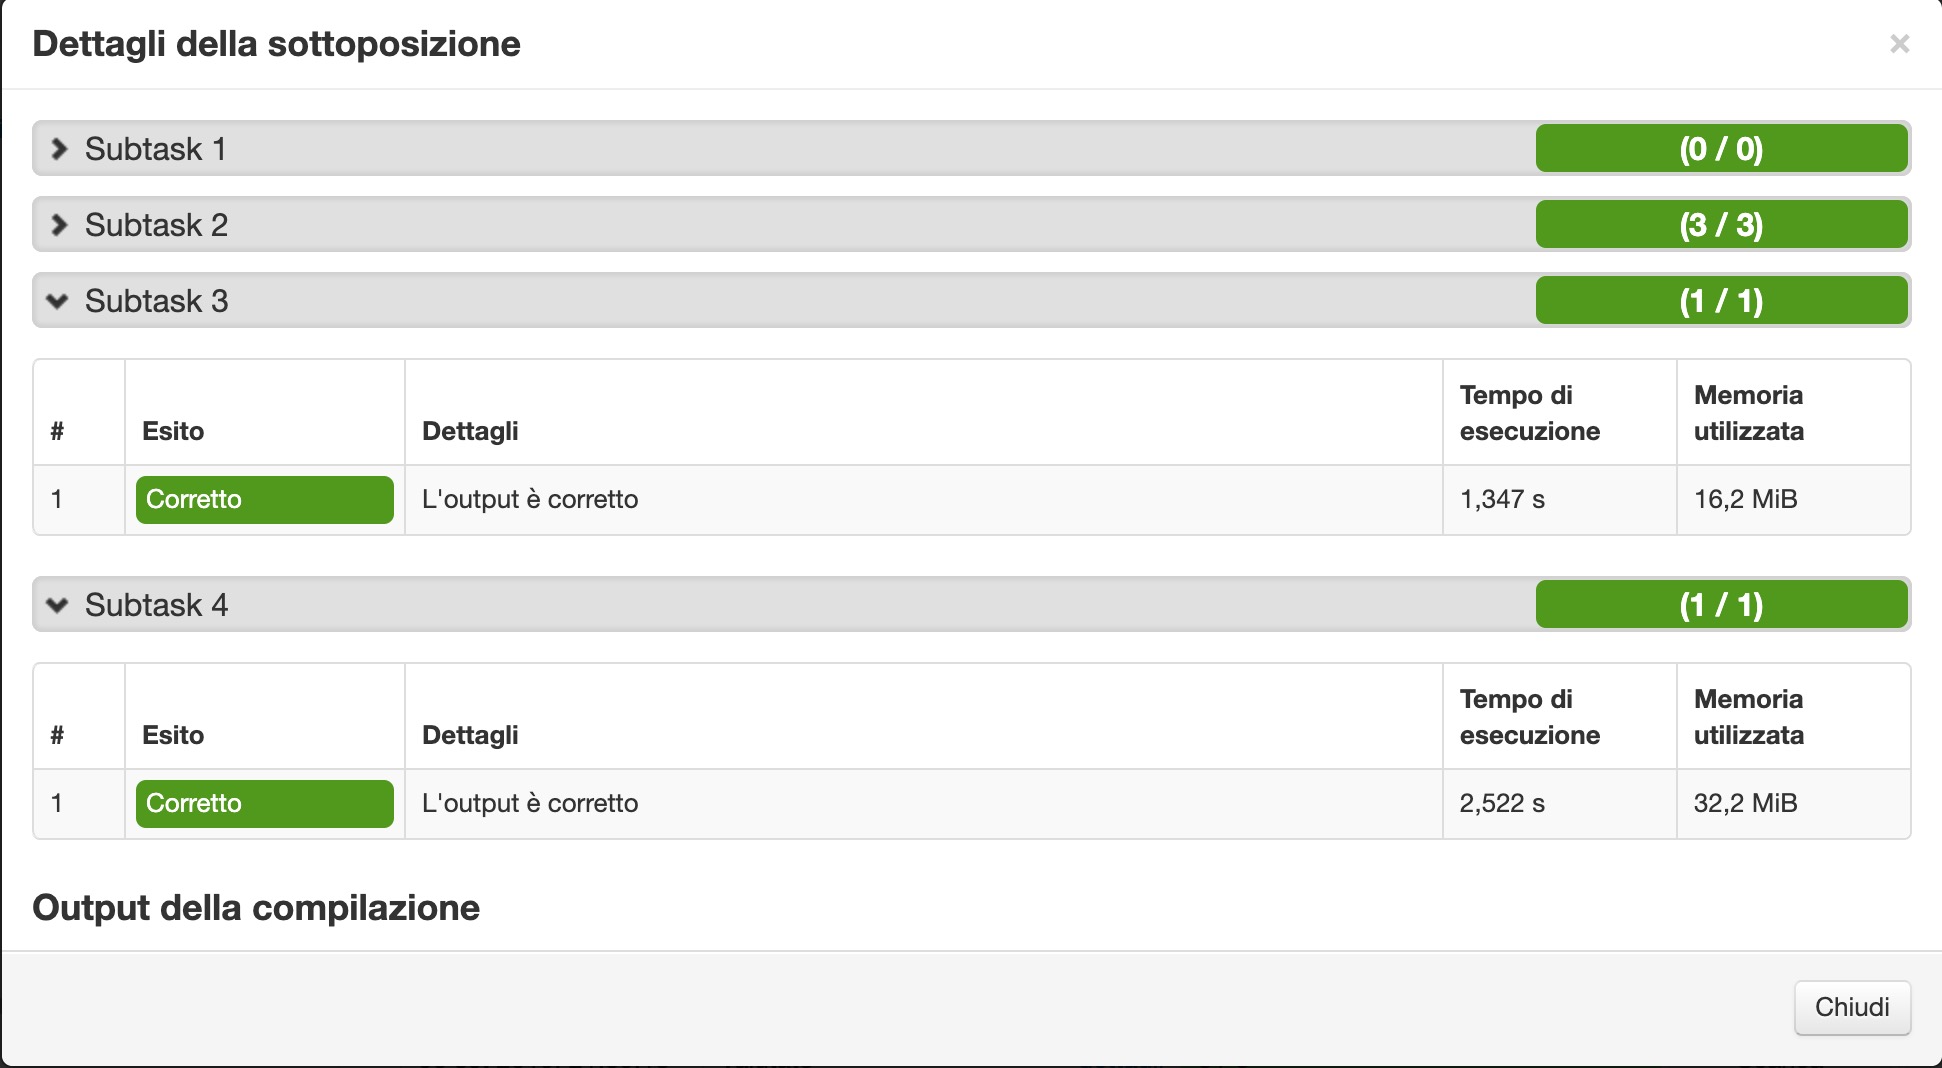 Dettagli della sottoposizione ×
Subtask 1 (0 / 0)
Subtask 2 (3 / 3)
Subtask 3 (1 / 1)
# Esito Dettagli Tempo di esecuzione Memoria utilizzata
1 Corretto L'output è corretto 1,347 s 16,2 MiB
Subtask 4 (1 / 1)
# Esito Dettagli Tempo di esecuzione Memoria utilizzata
1 Corretto L'output è corretto 2,522 s 32,2 MiB
Output della compilazione
Chiudi